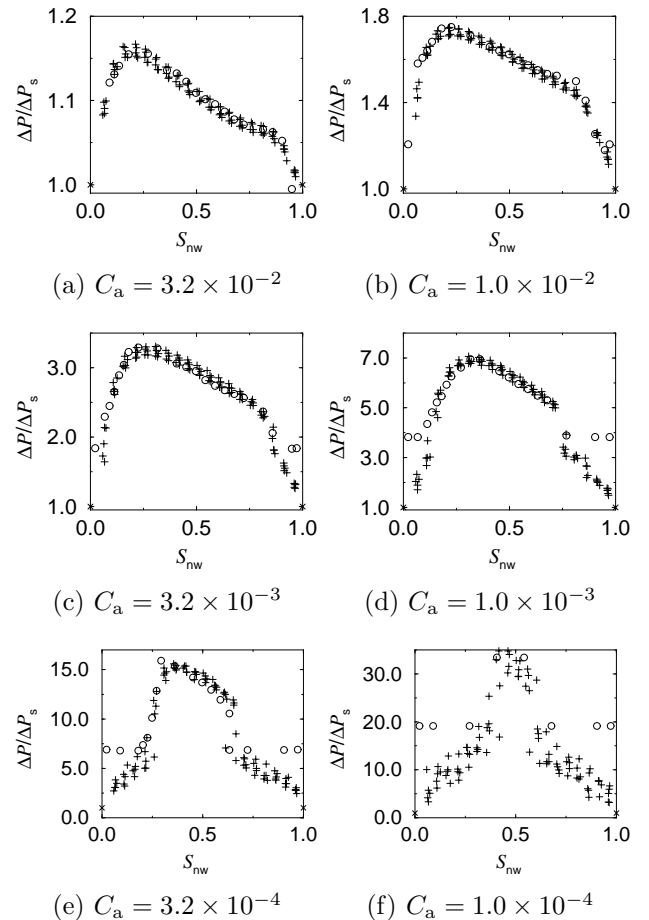 1.2
1.1
1.0
ΔP/ΔPs
0.0 0.5 1.0
Snw
(a) Ca = 3.2 × 10−2
1.8
1.6
1.4
1.2
1.0
ΔP/ΔPs
0.0 0.5 1.0
Snw
(b) Ca = 1.0 × 10−2
3.0
2.0
1.0
ΔP/ΔPs
0.0 0.5 1.0
Snw
(c) Ca = 3.2 × 10−3
7.0
5.0
3.0
1.0
ΔP/ΔPs
0.0 0.5 1.0
Snw
(d) Ca = 1.0 × 10−3
15.0
10.0
5.0
0.0
ΔP/ΔPs
0.0 0.5 1.0
Snw
(e) Ca = 3.2 × 10−4
30.0
20.0
10.0
0.0
ΔP/ΔPs
0.0 0.5 1.0
Snw
(f) Ca = 1.0 × 10−4